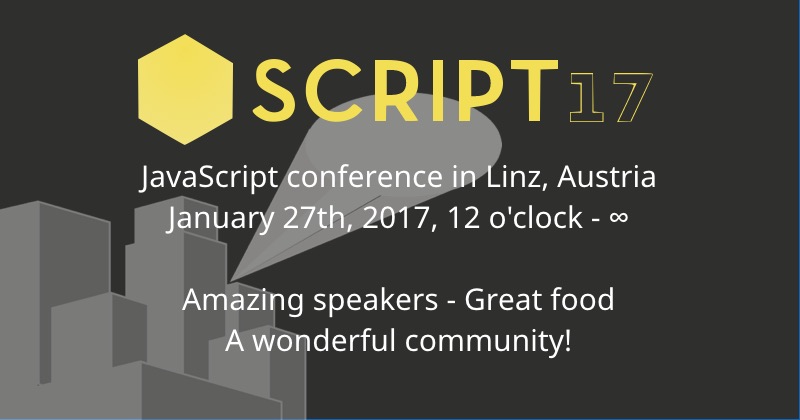 SCRIPT17
JavaScript conference in Linz, Austria
January 27th, 2017, 12 o'clock - ∞
Amazing speakers - Great food
A wonderful community!